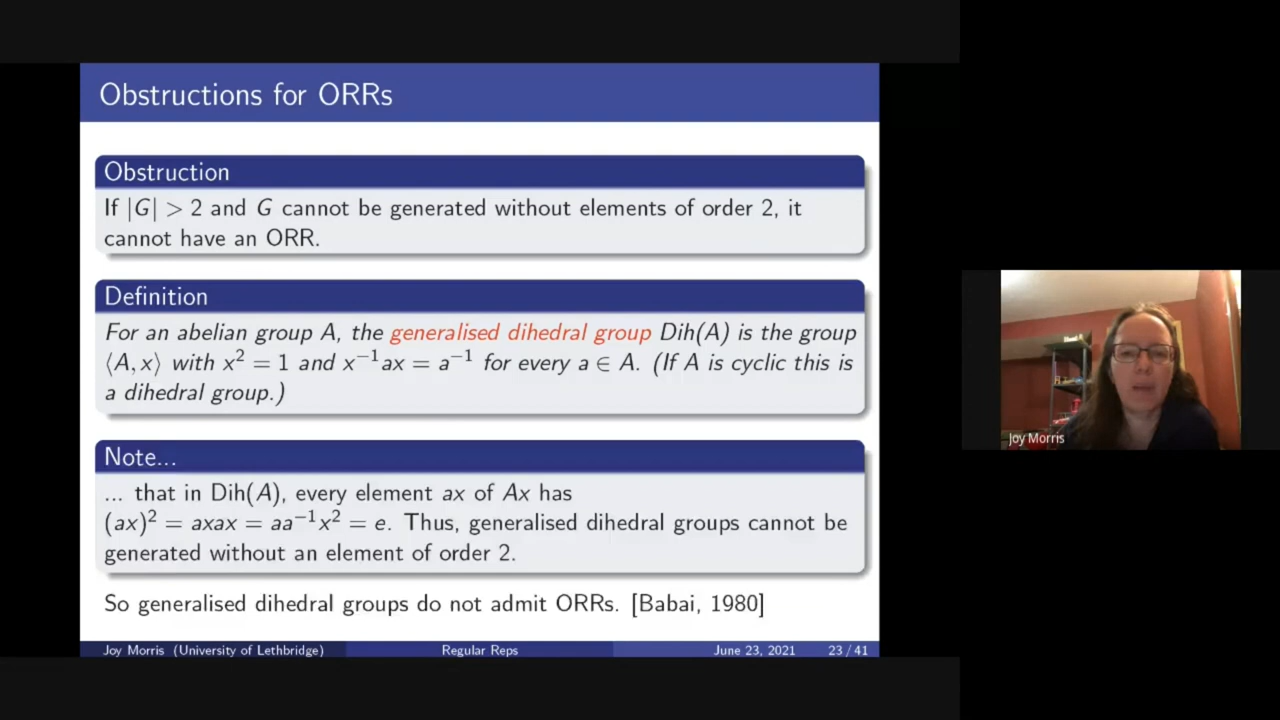 Obstructions for ORRs
Obstruction
If |G| > 2 and G cannot be generated without elements of order 2, it
cannot have an ORR.
Definition
For an abelian group A, the generalised dihedral group Dih(A) is the group
⟨A, x⟩ with x² = 1 and x⁻¹ax = a⁻¹ for every a ∈ A. (If A is cyclic this is
a dihedral group.)
Note...
... that in Dih(A), every element ax of Ax has
(ax)² = axax = aa⁻¹x² = e. Thus, generalised dihedral groups cannot be
generated without an element of order 2.
So generalised dihedral groups do not admit ORRs. [Babai, 1980]
Joy Morris (University of Lethbridge) Regular Reps June 23, 2021 23 / 41
Joy Morris